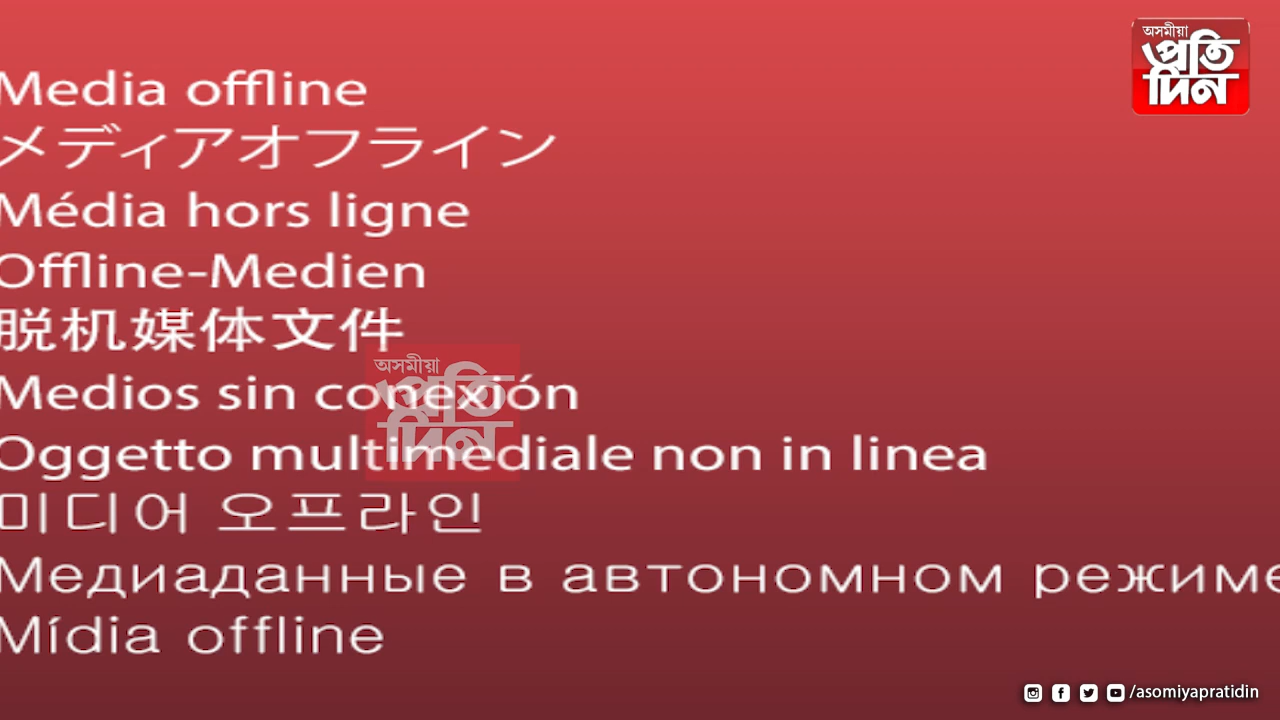 অসমীয়া
প্ৰতি
দিন
Media offline
メディアオフライン
Média hors ligne
Offline-Medien
脱机媒体文件
Medios sin conexión
Oggetto multimediale non in linea
미디어 오프라인
Медиаданные в автономном режиме
Mídia offline
অসমীয়া
প্ৰতি
দিন
/asomiyapratidin